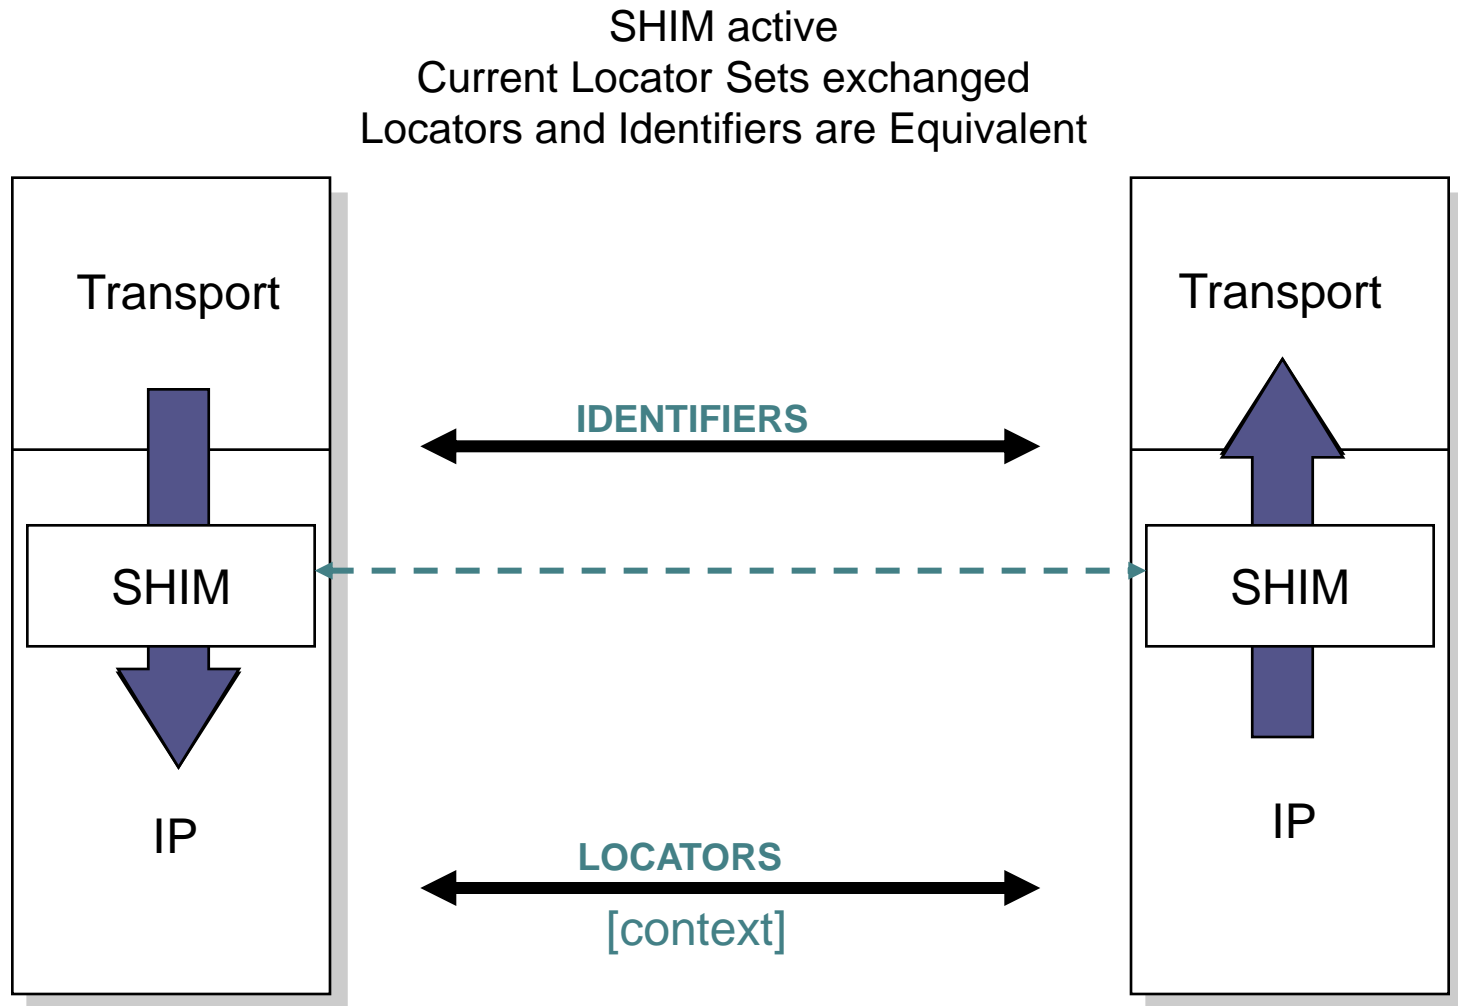 SHIM active
Current Locator Sets exchanged
Locators and Identifiers are Equivalent
Transport
Transport
IDENTIFIERS
SHIM
SHIM
IP
IP
LOCATORS
[context]